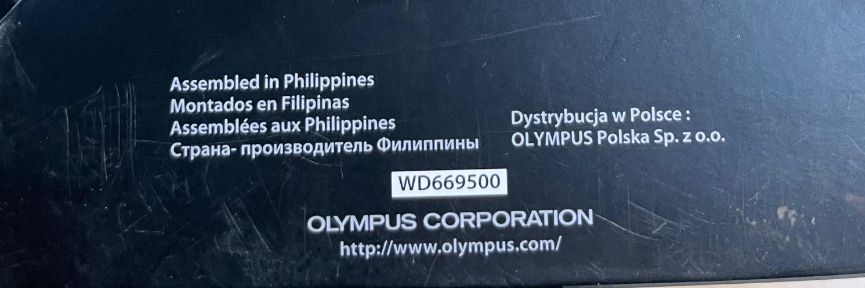 Assembled in Philippines
Montados en Filipinas
Assemblées aux Philippines
Страна- производитель Филиппины
Dystrybucja w Polsce :
OLYMPUS Polska Sp. z o.o.
WD669500
OLYMPUS CORPORATION
http://www.olympus.com/